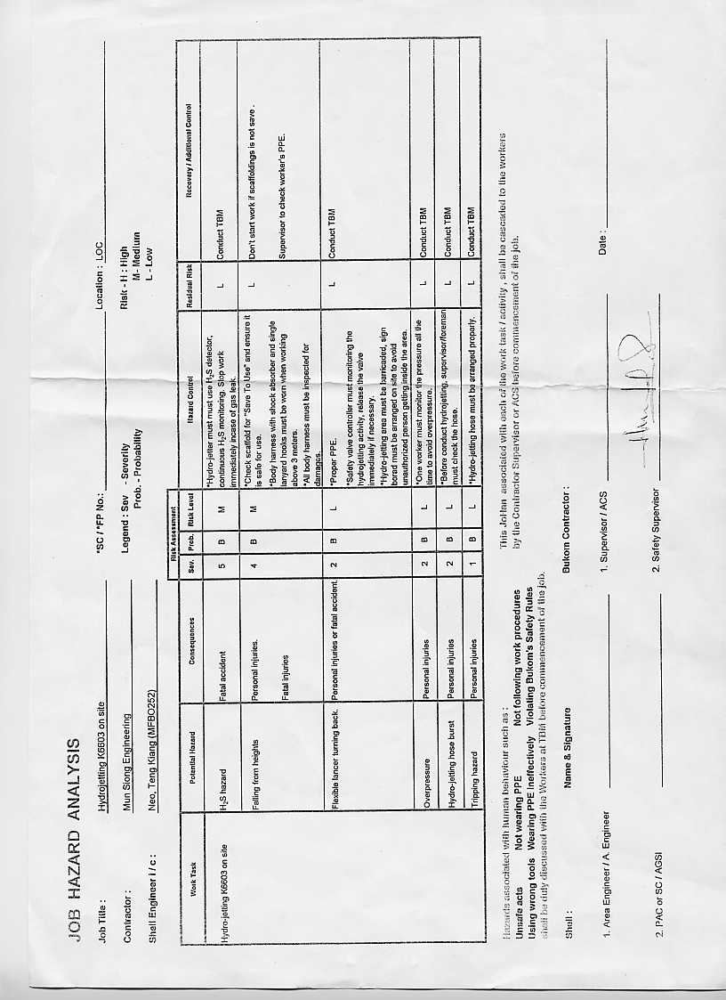 JOB HAZARD ANALYSIS
Job Title : Hydrojetting K6603 on site *SC / *FP No.: Location : LOC
Contractor : Mun Siong Engineering Legend : Sev - Severity Risk - H : High
Prob. - Probability M - Medium
Shell Engineer i / c : Neo, Teng Kiang (MFBO252) L - Low
Risk Assessment
Work Task Potential Hazard Consequences Sev. Prob. Risk Level Hazard Control Residual Risk Recovery / Additional Control
Hydro-jetting K6603 on site H2S hazard Fatal accident 5 B M *Hydro-jetter must must use H2S detector, L Conduct TBM
continuous H2S monitoring. Stop work
immediately incase of gas leak.
Falling from heights Personal Injuries. 4 B M *Check scaffold for "Save To Use" and ensure it L Don't start work if scaffoldings is not save .
is safe for use.
Fatal Injuries *Body harness with shock absorber and single Supervisor to check worker's PPE.
lanyard hooks must be worn when working
above 3 meters.
*All body harness must be inspected for
damages.
Flexible lancer turning back. Personal injuries or fatal accident. 2 B L *Proper PPE. L Conduct TBM
*Safety valve controller must monitoring the
hydrojetting activity, release the valve
immediately if necessary.
*Hydro-jetting area must be barricaded, sign
borad must be arranged on site to avoid
unauthorized person getting inside the area.
Overpressure Personal injuries 2 B L *One worker must monitor the pressure all the L Conduct TBM
time to avoid overpressure.
Hydro-jetting hose burst Personal injuries 2 B L *Before conduct hydrojetting, supervisor/foreman L Conduct TBM
must check the hose.
Tripping hazard Personal injuries 1 B L *Hydro-jetting hose must be arranged properly. L Conduct TBM
Hazards associated with human behaviour such as : This JoHan associated with each of the work task / activity , shall be cascaded to the workers
Unsafe acts Not wearing PPE Not following work procedures by the Contractor Supervisor or ACS before commencement of the job.
Using wrong tools Wearing PPE Ineffectively Violating Bukom's Safety Rules
shall be duly discussed with the Workers at TBM before commencement of the job.
Shell : Name & Signature Bukom Contractor :
1. Area Engineer / A. Engineer 1. Supervisor / ACS Date :
2. PAC or SC / AGSI 2. Safety Supervisor